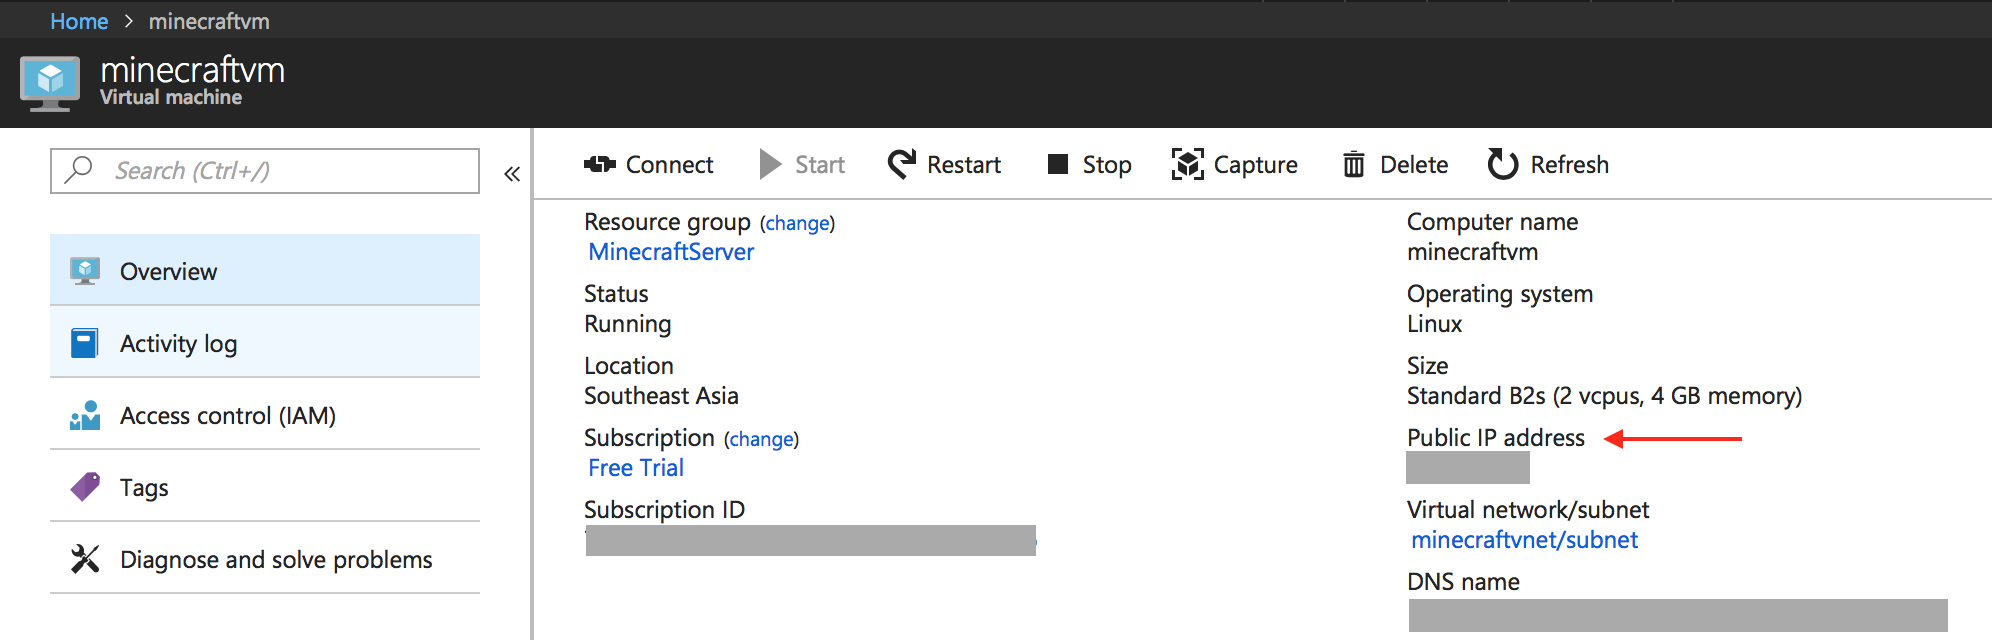 Home > minecraftvm
minecraftvm
Virtual machine
Search (Ctrl+/)
«
Overview
Activity log
Access control (IAM)
Tags
Diagnose and solve problems
Connect Start Restart Stop Capture Delete Refresh
Resource group (change)
MinecraftServer
Status
Running
Location
Southeast Asia
Subscription (change)
Free Trial
Subscription ID
Computer name
minecraftvm
Operating system
Linux
Size
Standard B2s (2 vcpus, 4 GB memory)
Public IP address
Virtual network/subnet
minecraftvnet/subnet
DNS name